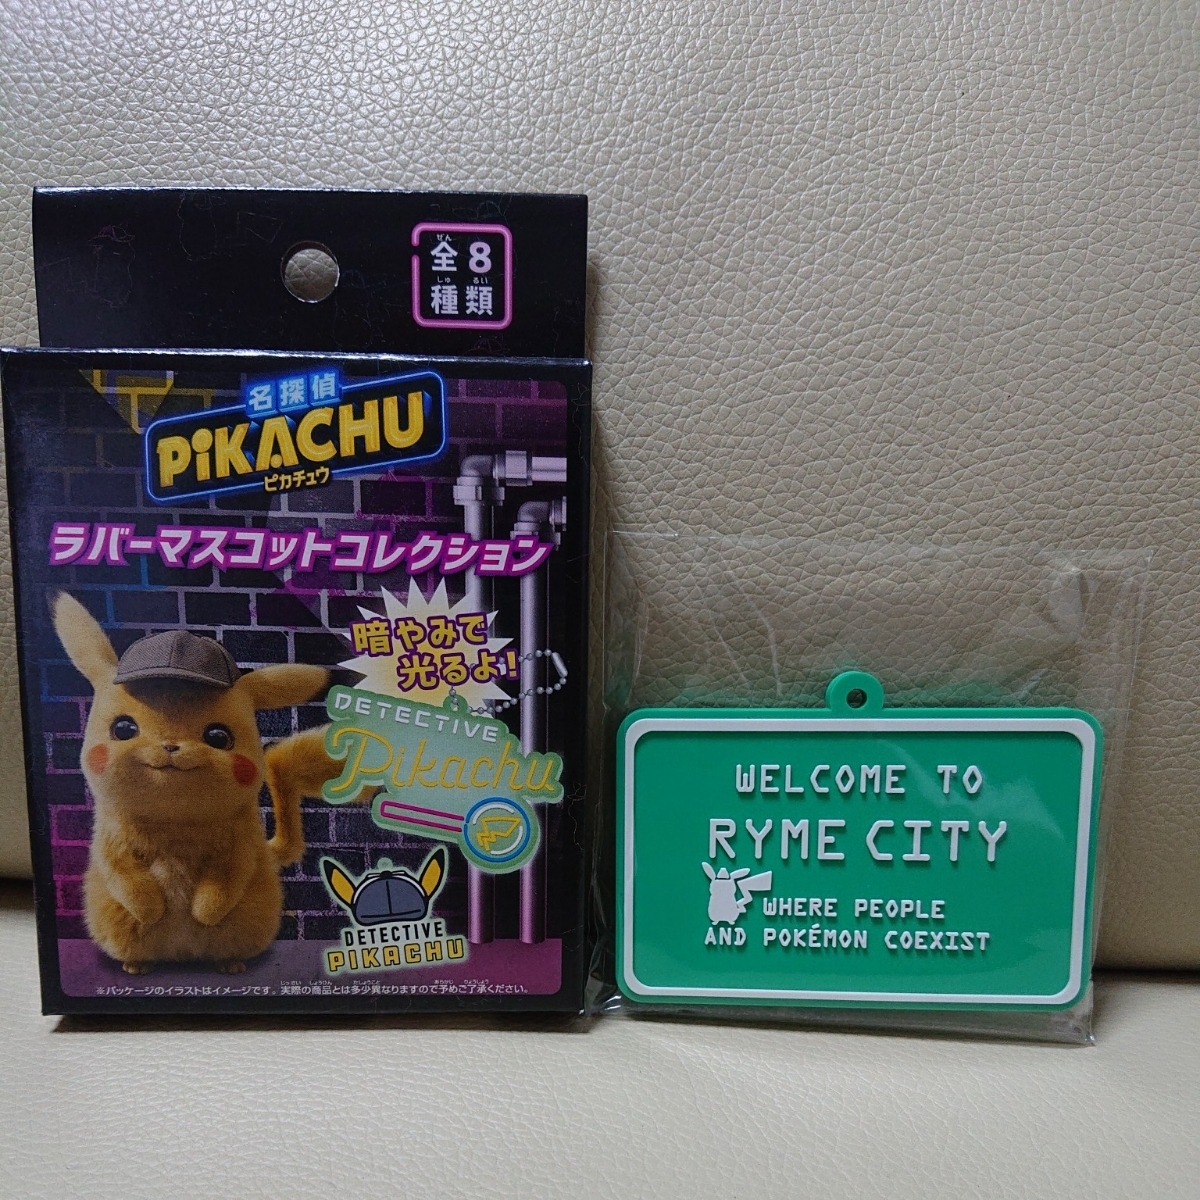 全8
種類
名探偵
PIKACHU
ピカチュウ
ラバーマスコットコレクション
暗やみで
光るよ!
DETECTIVE
Pikachu
DETECTIVE
PIKACHU
※パッケージのイラストはイメージです。実際の商品とは多少異なりますので予めご了承ください。
WELCOME TO
RYME CITY
WHERE PEOPLE
AND POKÉMON COEXIST